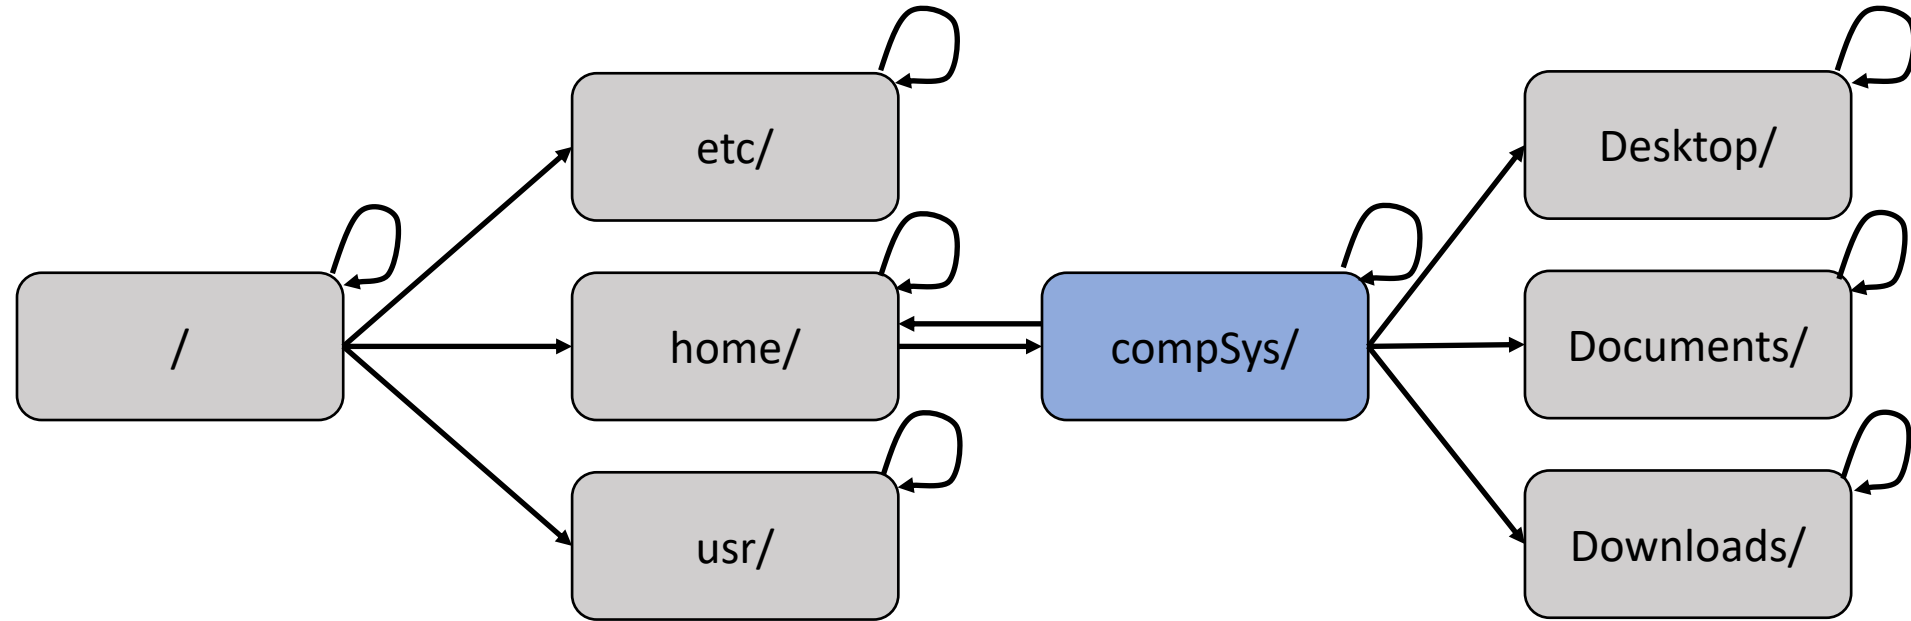 /
etc/
home/
usr/
compSys/
Desktop/
Documents/
Downloads/